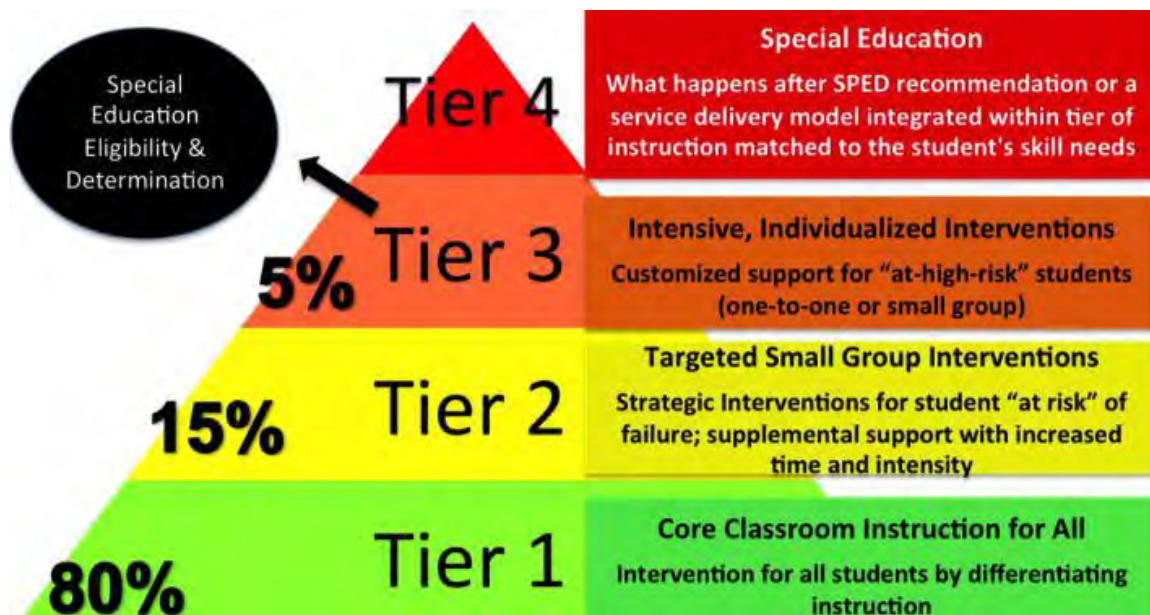 Special
Education
Eligibility &
Determination
Tier 4
Special Education
What happens after SPED recommendation or a
service delivery model integrated within tier of
instruction matched to the student's skill needs
5%
Tier 3
Intensive, Individualized Interventions
Customized support for “at-high-risk” students
(one-to-one or small group)
15%
Tier 2
Targeted Small Group Interventions
Strategic Interventions for student “at risk” of
failure; supplemental support with increased
time and intensity
80%
Tier 1
Core Classroom Instruction for All
Intervention for all students by differentiating
instruction